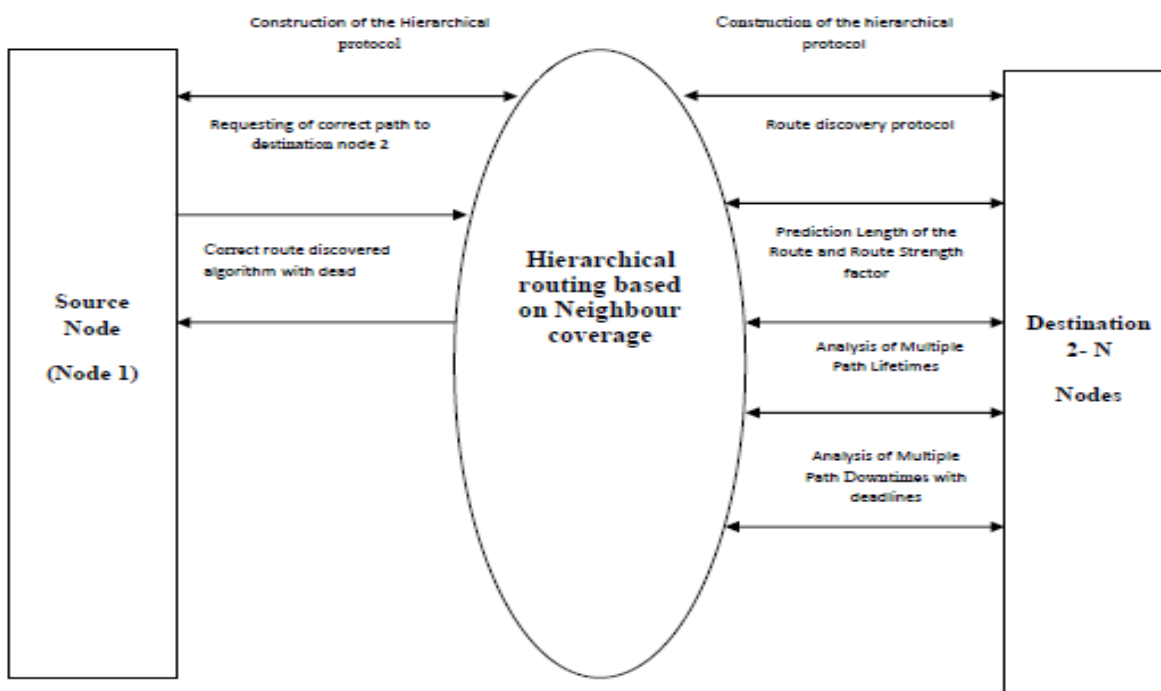 Construction of the Hierarchical
protocol
Construction of the hierarchical
protocol
Requesting of correct path to
destination node 2
Route discovery protocol
Correct route discovered
algorithm with dead
Prediction Length of the
Route and Route Strength
factor
Hierarchical
routing based
on Neighbour
coverage
Source
Node
(Node 1)
Analysis of Multiple
Path Lifetimes
Destination
2- N
Nodes
Analysis of Multiple
Path Downtimes with
deadlines